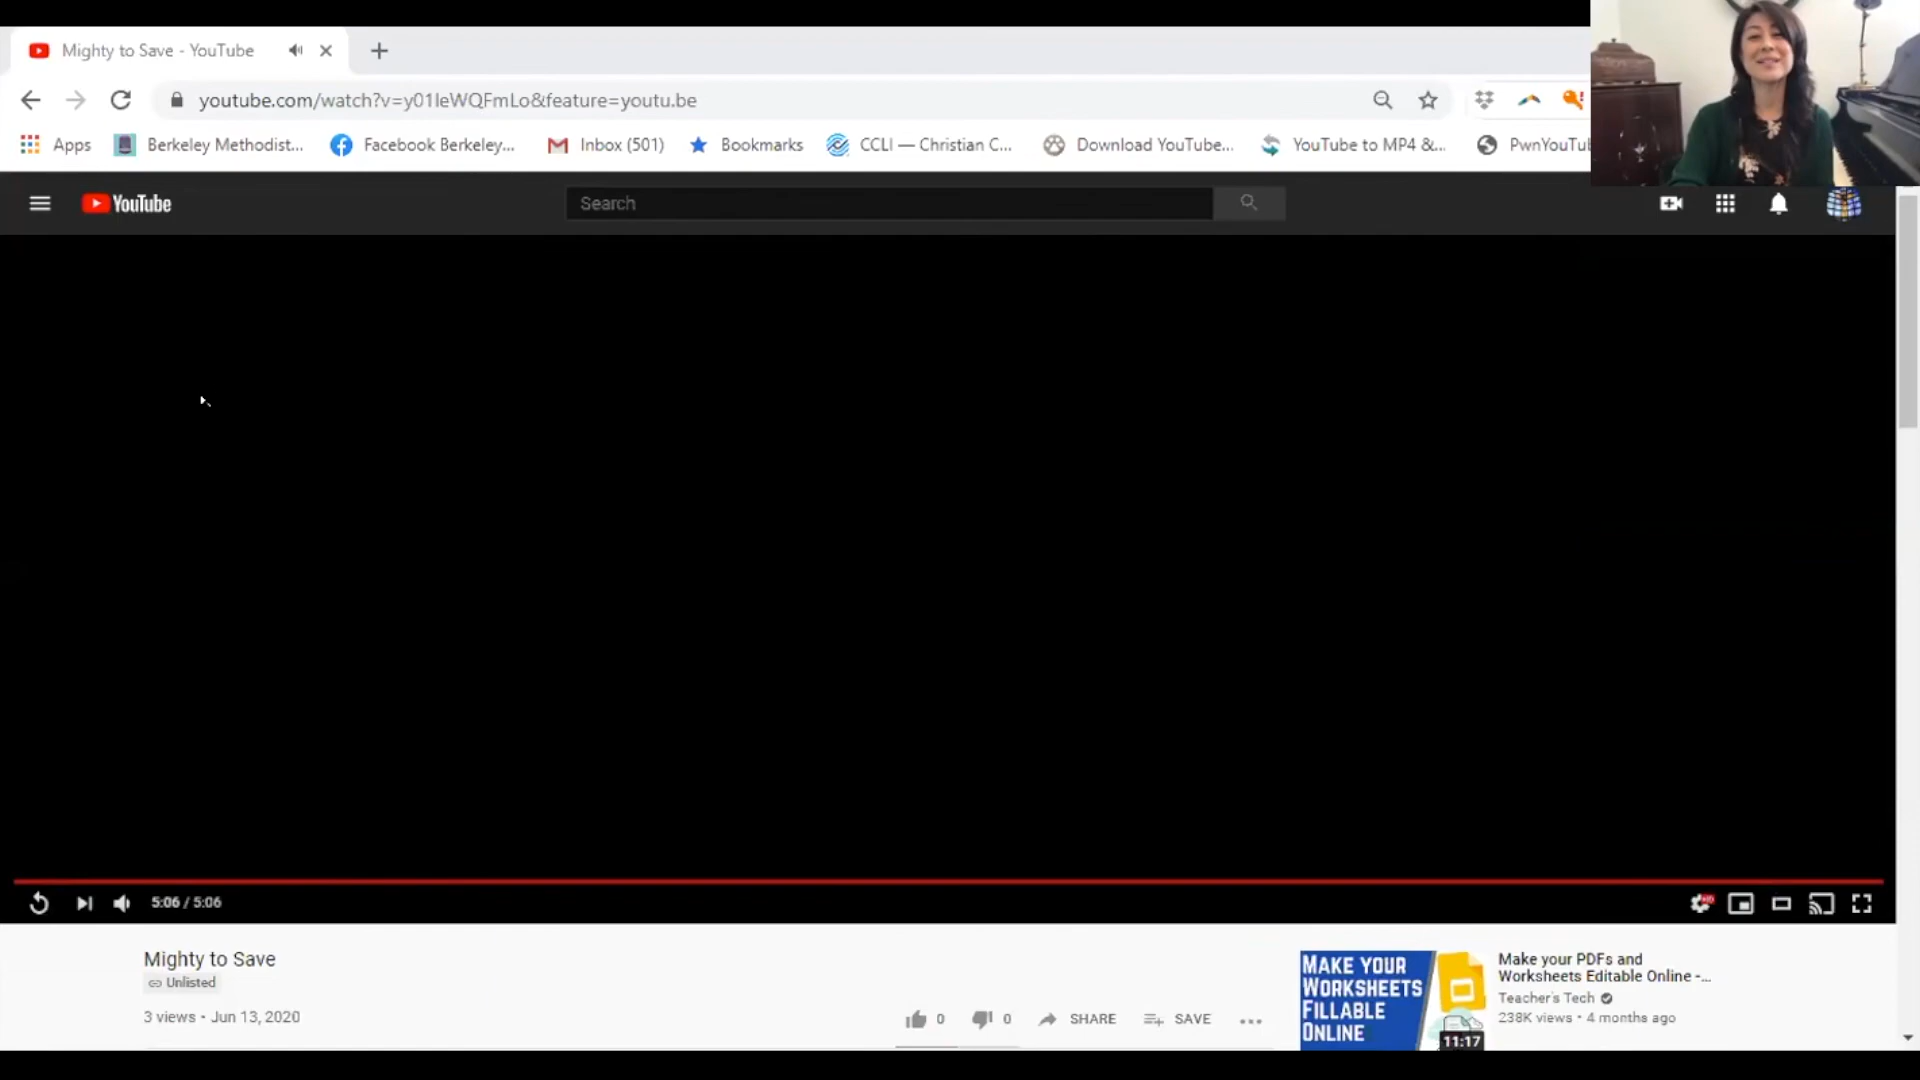 Mighty to Save - YouTube
youtube.com/watch?v=y01IeWQFmLo&feature=youtu.be
Apps Berkeley Methodist... Facebook Berkeley... Inbox (501) Bookmarks CCLI — Christian C... Download YouTube... YouTube to MP4 &... PwnYouTu
YouTube Search
5:06 / 5:06
Mighty to Save
Unlisted
3 views • Jun 13, 2020
0 0 SHARE SAVE
MAKE YOUR
WORKSHEETS
FILLABLE
ONLINE
11:17
Make your PDFs and
Worksheets Editable Online -...
Teacher's Tech
238K views • 4 months ago